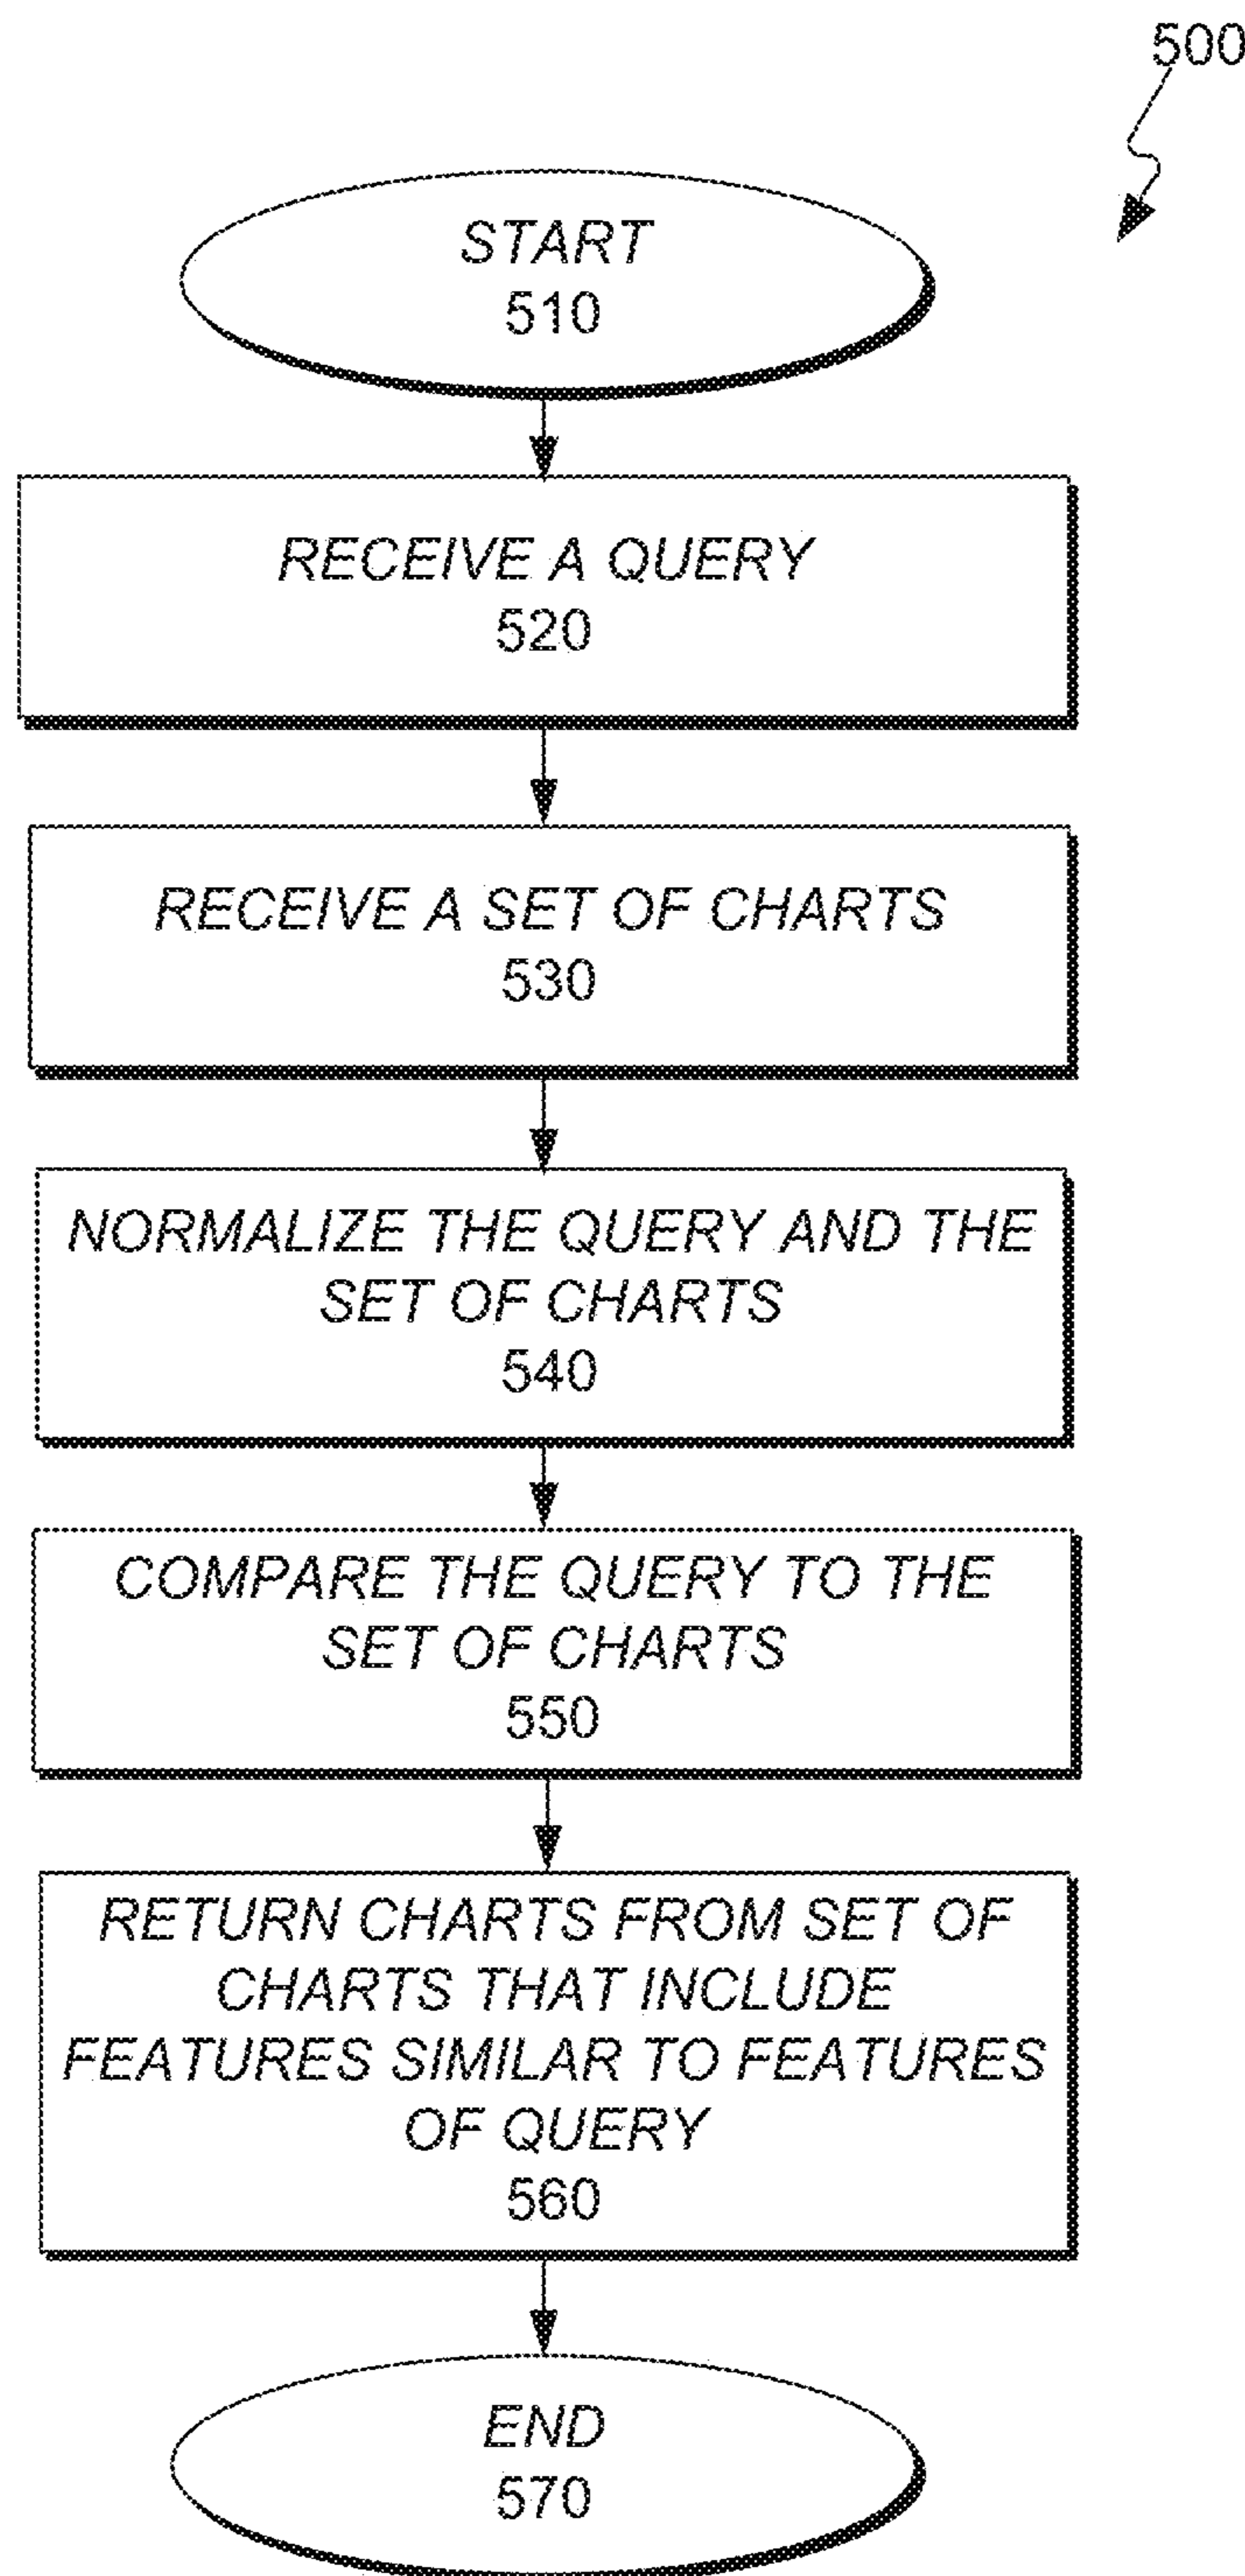 500
START
510
RECEIVE A QUERY
520
RECEIVE A SET OF CHARTS
530
NORMALIZE THE QUERY AND THE
SET OF CHARTS
540
COMPARE THE QUERY TO THE
SET OF CHARTS
550
RETURN CHARTS FROM SET OF
CHARTS THAT INCLUDE
FEATURES SIMILAR TO FEATURES
OF QUERY
560
END
570